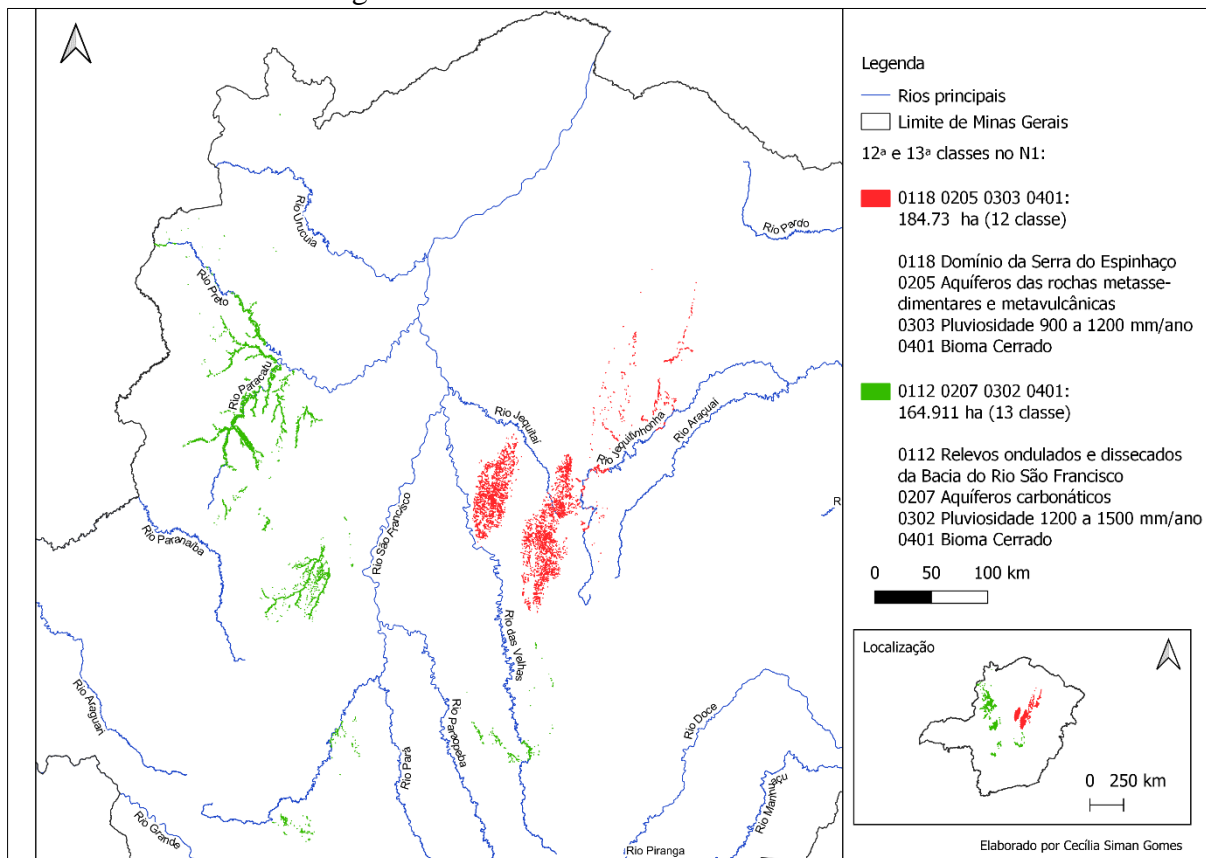 Legenda
Rios principais
Limite de Minas Gerais
12ª e 13ª classes no N1:
0118 0205 0303 0401:
184.73 ha (12 classe)
0118 Domínio da Serra do Espinhaço
0205 Aquíferos das rochas metasse-
dimentares e metavulcânicas
0303 Pluviosidade 900 a 1200 mm/ano
0401 Bioma Cerrado
0112 0207 0302 0401:
164.911 ha (13 classe)
0112 Relevos ondulados e dissecados
da Bacia do Rio São Francisco
0207 Aquíferos carbonáticos
0302 Pluviosidade 1200 a 1500 mm/ano
0401 Bioma Cerrado
0 50 100 km
Localização
0 250 km
Elaborado por Cecília Siman Gomes
Rio Urucuia
Rio Pardo
Rio Preto
Rio Paracatu
Rio Jequitaí
Rio Jequitinhonha
Rio Araçuaí
R
Rio São Francisco
Rio Paranaíba
Rio das Velhas
Rio Araguari
Rio Paraopeba
Rio Pará
Rio Doce
Rio Manhuaçu
Rio Grande
Rio Piranga